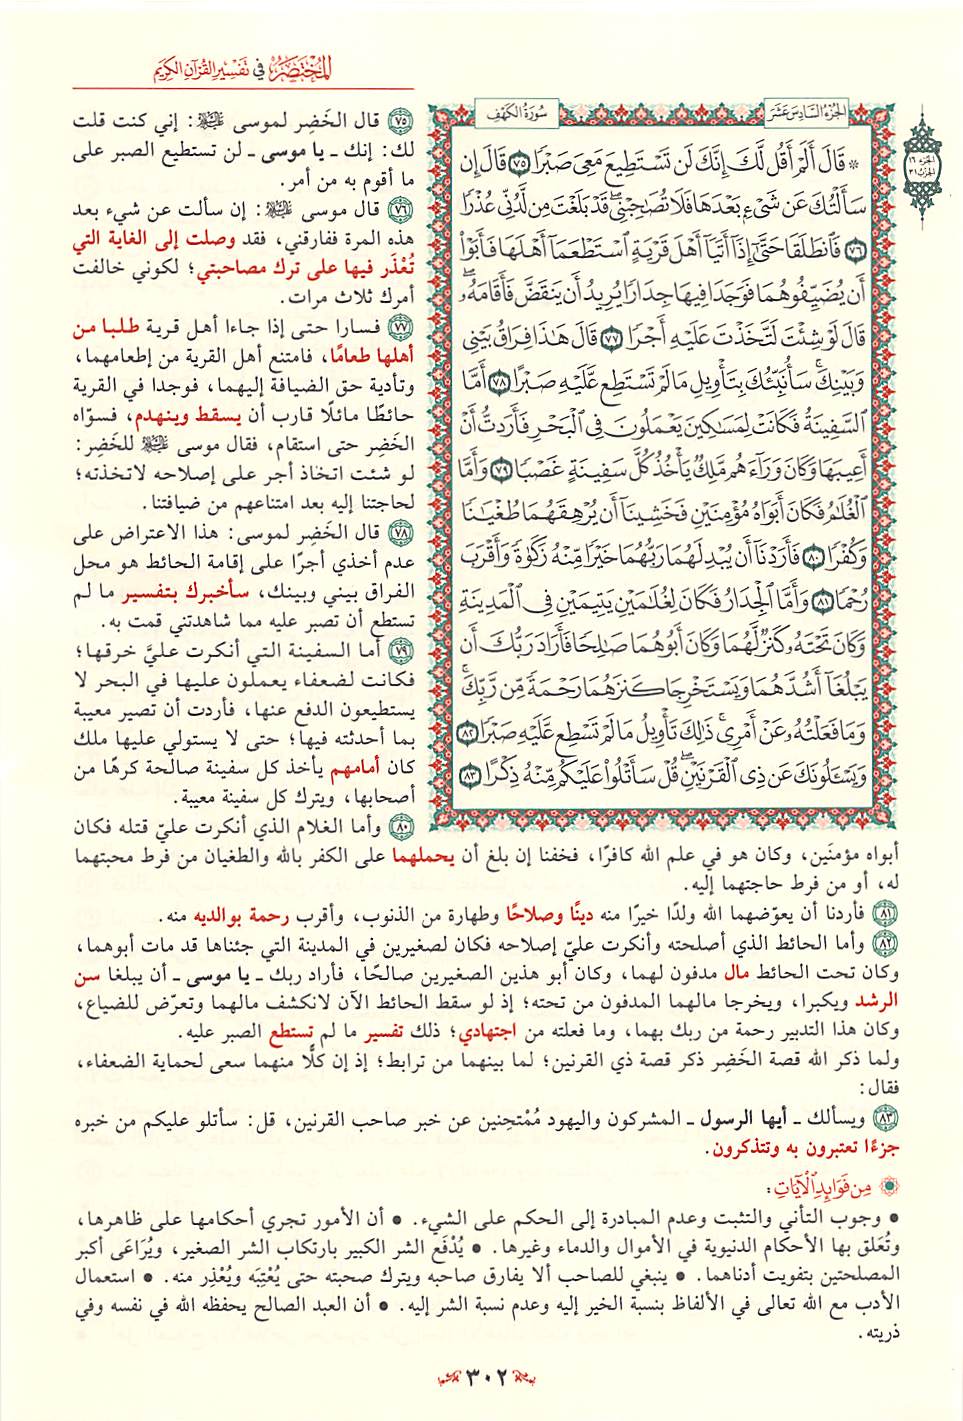 المختصر في تفسير القرآن الكريم
الجزء السادس عشر
سورة الكهف
الجزء ١٦
الحزب ٣١
۞ قَالَ أَلَمْ أَقُل لَّكَ إِنَّكَ لَن تَسْتَطِيعَ مَعِيَ صَبْرًا ٧٥ قَالَ إِن
سَأَلْتُكَ عَن شَيْءٍ بَعْدَهَا فَلَا تُصَاحِبْنِي ۖ قَدْ بَلَغْتَ مِن لَّدُنِّي عُذْرًا
٧٦ فَانطَلَقَا حَتَّىٰ إِذَا أَتَيَا أَهْلَ قَرْيَةٍ اسْتَطْعَمَا أَهْلَهَا فَأَبَوْا
أَن يُضَيِّفُوهُمَا فَوَجَدَا فِيهَا جِدَارًا يُرِيدُ أَن يَنقَضَّ فَأَقَامَهُ ۖ
قَالَ لَوْ شِئْتَ لَتَّخَذْتَ عَلَيْهِ أَجْرًا ٧٧ قَالَ هَٰذَا فِرَاقُ بَيْنِي
وَبَيْنِكَ ۚ سَأُنَبِّئُكَ بِتَأْوِيلِ مَا لَمْ تَسْتَطِع عَّلَيْهِ صَبْرًا ٧٨ أَمَّا
السَّفِينَةُ فَكَانَتْ لِمَسَاكِينَ يَعْمَلُونَ فِي الْبَحْرِ فَأَرَدتُّ أَنْ
أَعِيبَهَا وَكَانَ وَرَاءَهُم مَّلِكٌ يَأْخُذُ كُلَّ سَفِينَةٍ غَصْبًا ٧٩ وَأَمَّا
الْغُلَامُ فَكَانَ أَبَوَاهُ مُؤْمِنَيْنِ فَخَشِينَا أَن يُرْهِقَهُمَا طُغْيَانًا
وَكُفْرًا ٨٠ فَأَرَدْنَا أَن يُبْدِلَهُمَا رَبُّهُمَا خَيْرًا مِّنْهُ زَكَاةً وَأَقْرَبَ
رُحْمًا ٨١ وَأَمَّا الْجِدَارُ فَكَانَ لِغُلَامَيْنِ يَتِيمَيْنِ فِي الْمَدِينَةِ
وَكَانَ تَحْتَهُ كَنزٌ لَّهُمَا وَكَانَ أَبُوهُمَا صَالِحًا فَأَرَادَ رَبُّكَ أَن
يَبْلُغَا أَشُدَّهُمَا وَيَسْتَخْرِجَا كَنزَهُمَا رَحْمَةً مِّن رَّبِّكَ ۚ
وَمَا فَعَلْتُهُ عَنْ أَمْرِي ۚ ذَٰلِكَ تَأْوِيلُ مَا لَمْ تَسْطِع عَّلَيْهِ صَبْرًا ٨٢
وَيَسْأَلُونَكَ عَن ذِي الْقَرْنَيْنِ ۖ قُلْ سَأَتْلُو عَلَيْكُم مِّنْهُ ذِكْرًا ٨٣
٧٥ قال الخَضِر لموسى ﷺ: إني كنت قلت
لك: إنك ـ يا موسى ـ لن تستطيع الصبر على
ما أقوم به من أمر.
٧٦ قال موسى ﷺ: إن سألت عن شيء بعد
هذه المرة ففارقني، فقد وصلت إلى الغاية التي
تُعْذَر فيها على ترك مصاحبتي؛ لكوني خالفت
أمرك ثلاث مرات.
٧٧ فسارا حتى إذا جاءا أهل قرية طلبا من
أهلها طعامًا، فامتنع أهل القرية من إطعامهما،
وتأدية حق الضيافة إليهما، فوجدا في القرية
حائطًا مائلًا قارب أن يسقط وينهدم، فسوّاه
الخَضِر حتى استقام، فقال موسى ﷺ للخَضِر:
لو شئت اتخاذ أجر على إصلاحه لاتخذته؛
لحاجتنا إليه بعد امتناعهم من ضيافتنا.
٧٨ قال الخَضِر لموسى: هذا الاعتراض على
عدم أخذي أجرًا على إقامة الحائط هو محل
الفراق بيني وبينك، سأخبرك بتفسير ما لم
تستطع أن تصبر عليه مما شاهدتني قمت به.
٧٩ أما السفينة التي أنكرت عليَّ خرقها؛
فكانت لضعفاء يعملون عليها في البحر لا
يستطيعون الدفع عنها، فأردت أن تصير معيبة
بما أحدثته فيها؛ حتى لا يستولي عليها ملك
كان أمامهم يأخذ كل سفينة صالحة كرهًا من
أصحابها، ويترك كل سفينة معيبة.
٨٠ وأما الغلام الذي أنكرت عليّ قتله فكان
أبواه مؤمنَين، وكان هو في علم الله كافرًا، فخفنا إن بلغ أن يحملهما على الكفر بالله والطغيان من فرط محبتهما
له، أو من فرط حاجتهما إليه.
٨١ فأردنا أن يعوّضهما الله ولدًا خيرًا منه دينًا وصلاحًا وطهارة من الذنوب، وأقرب رحمة بوالديه منه.
٨٢ وأما الحائط الذي أصلحته وأنكرت عليّ إصلاحه فكان لصغيرين في المدينة التي جئناها قد مات أبوهما،
وكان تحت الحائط مال مدفون لهما، وكان أبو هذين الصغيرين صالحًا، فأراد ربك ـ يا موسى ـ أن يبلغا سن
الرشد ويكبرا، ويخرجا مالهما المدفون من تحته؛ إذ لو سقط الحائط الآن لانكشف مالهما وتعرّض للضياع،
وكان هذا التدبير رحمة من ربك بهما، وما فعلته من اجتهادي؛ ذلك تفسير ما لم تستطع الصبر عليه.
ولما ذكر الله قصة الخَضِر ذكر قصة ذي القرنين؛ لما بينهما من ترابط؛ إذ إن كلًّا منهما سعى لحماية الضعفاء،
فقال:
٨٣ ويسألك ـ أيها الرسول ـ المشركون واليهود مُمْتحِنين عن خبر صاحب القرنين، قل: سأتلو عليكم من خبره
جزءًا تعتبرون به وتتذكرون.
مِن فَوَائِدِ الْآيَاتِ:
• وجوب التأني والتثبت وعدم المبادرة إلى الحكم على الشيء. • أن الأمور تجري أحكامها على ظاهرها،
وتُعَلق بها الأحكام الدنيوية في الأموال والدماء وغيرها. • يُدْفَع الشر الكبير بارتكاب الشر الصغير، ويُرَاعَى أكبر
المصلحتين بتفويت أدناهما. • ينبغي للصاحب ألا يفارق صاحبه ويترك صحبته حتى يُعْتِبَه ويُعْذِر منه. • استعمال
الأدب مع الله تعالى في الألفاظ بنسبة الخير إليه وعدم نسبة الشر إليه. • أن العبد الصالح يحفظه الله في نفسه وفي
ذريته.
٣٠٢